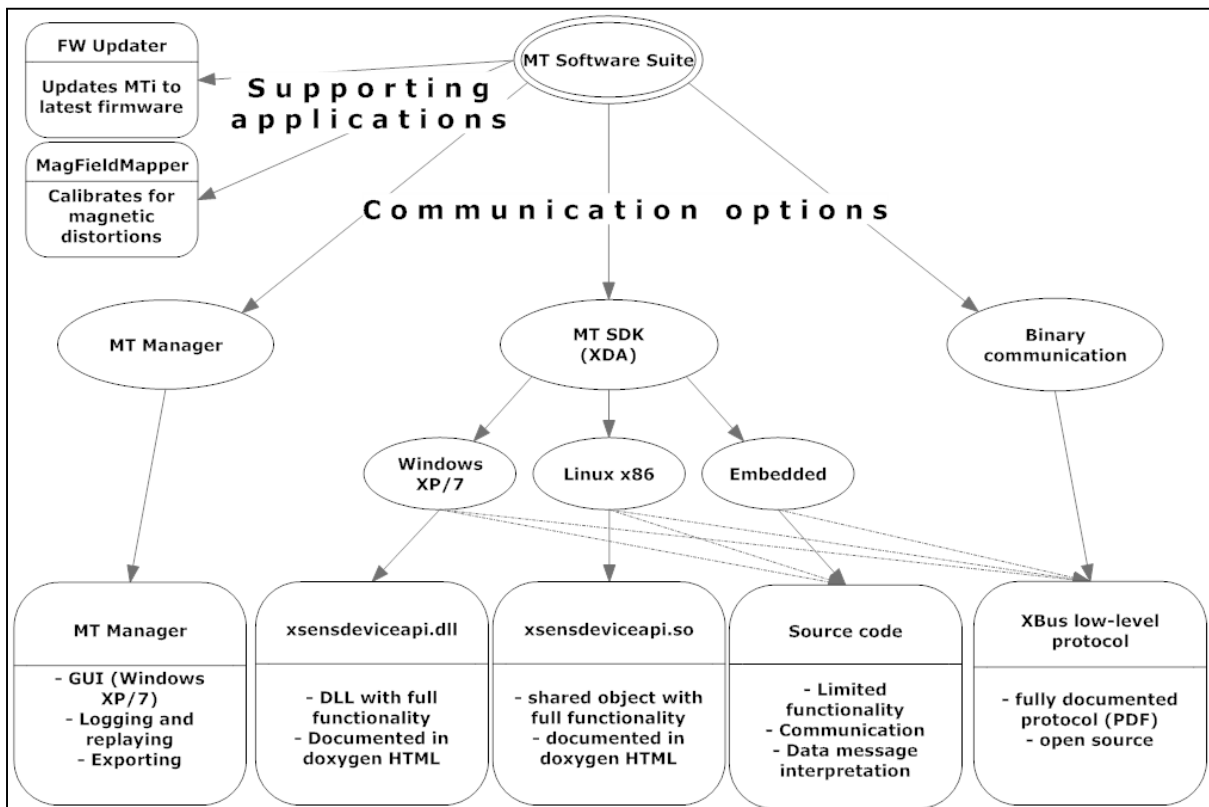 MT Software Suite
FW Updater
Updates MTi to
latest firmware
Supporting
applications
MagFieldMapper
Calibrates for
magnetic
distortions
Communication options
MT Manager
MT SDK
(XDA)
Binary
communication
Windows
XP/7
Linux x86
Embedded
MT Manager
- GUI (Windows
XP/7)
- Logging and
replaying
- Exporting
xsensdeviceapi.dll
- DLL with full
functionality
- Documented in
doxygen HTML
xsensdeviceapi.so
- shared object with
full functionality
- documented in
doxygen HTML
Source code
- Limited
functionality
- Communication
- Data message
interpretation
XBus low-level
protocol
- fully documented
protocol (PDF)
- open source